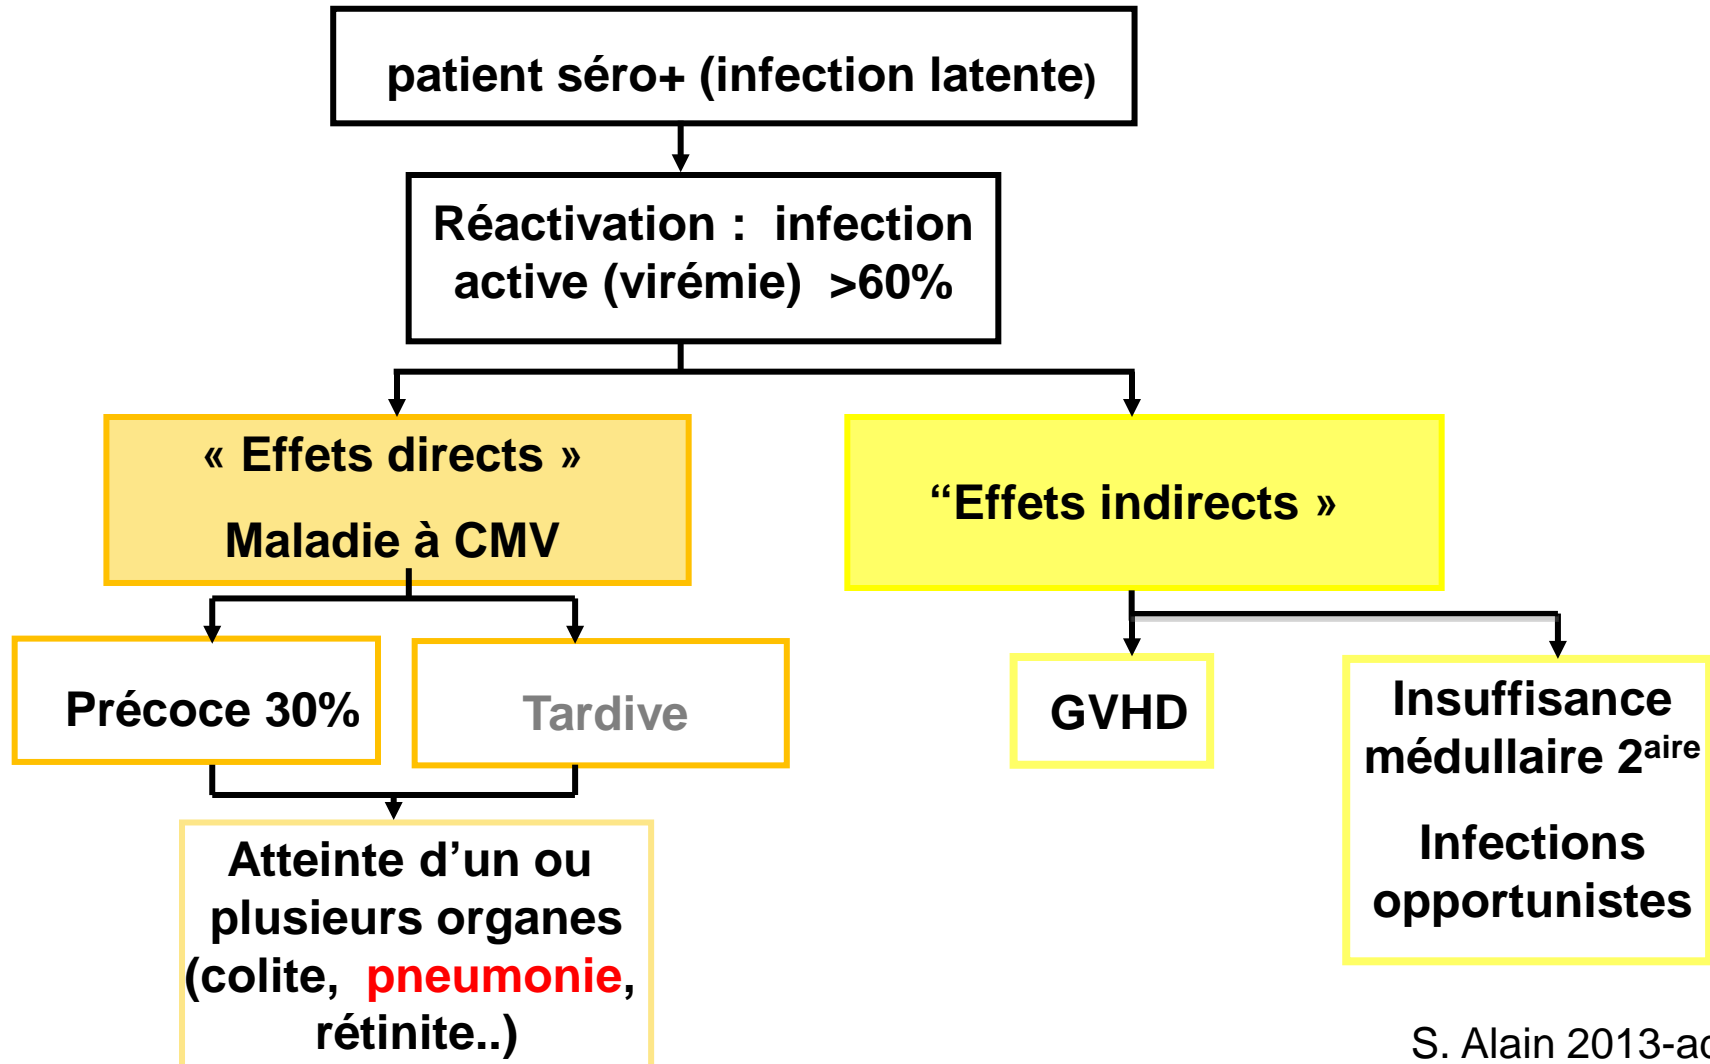 patient séro+ (infection latente)
Réactivation : infection
active (virémie) >60%
« Effets directs »
Maladie à CMV
“Effets indirects »
Précoce 30%
Tardive
GVHD
Insuffisance
médullaire 2aire
Infections
opportunistes
Atteinte d’un ou
plusieurs organes
(colite, pneumonie,
rétinite..)
S. Alain 2013-